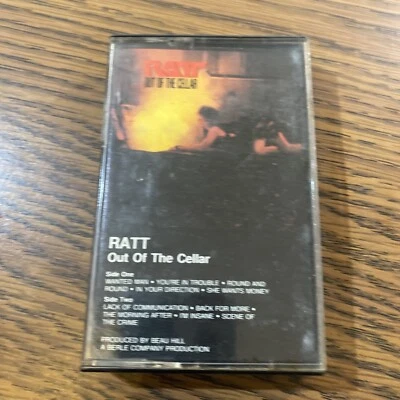 RATT
OUT OF THE CELLAR
RATT
Out Of The Cellar
Side One
WANTED MAN • YOU'RE IN TROUBLE • ROUND AND
ROUND • IN YOUR DIRECTION • SHE WANTS MONEY
Side Two
LACK OF COMMUNICATION • BACK FOR MORE •
THE MORNING AFTER • I'M INSANE • SCENE OF
THE CRIME
PRODUCED BY BEAU HILL
A BERLE COMPANY PRODUCTION